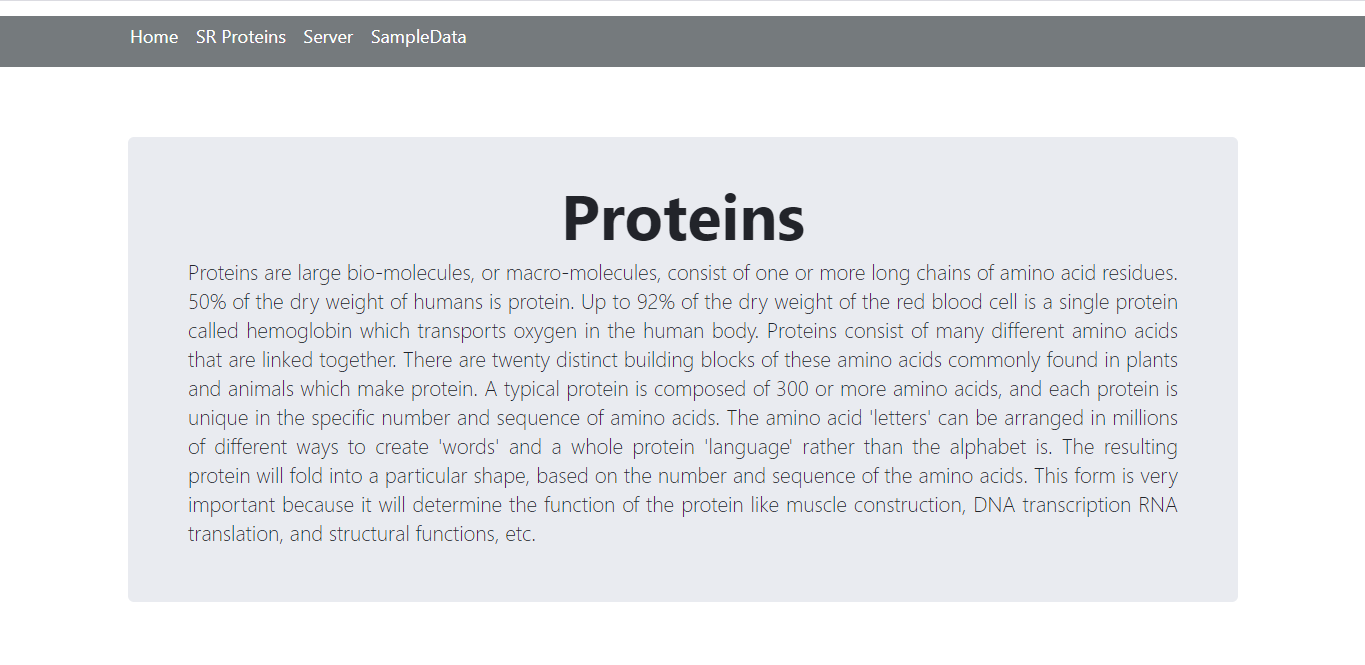 Home SR Proteins Server SampleData
Proteins
Proteins are large bio-molecules, or macro-molecules, consist of one or more long chains of amino acid residues.
50% of the dry weight of humans is protein. Up to 92% of the dry weight of the red blood cell is a single protein
called hemoglobin which transports oxygen in the human body. Proteins consist of many different amino acids
that are linked together. There are twenty distinct building blocks of these amino acids commonly found in plants
and animals which make protein. A typical protein is composed of 300 or more amino acids, and each protein is
unique in the specific number and sequence of amino acids. The amino acid 'letters' can be arranged in millions
of different ways to create 'words' and a whole protein 'language' rather than the alphabet is. The resulting
protein will fold into a particular shape, based on the number and sequence of the amino acids. This form is very
important because it will determine the function of the protein like muscle construction, DNA transcription RNA
translation, and structural functions, etc.